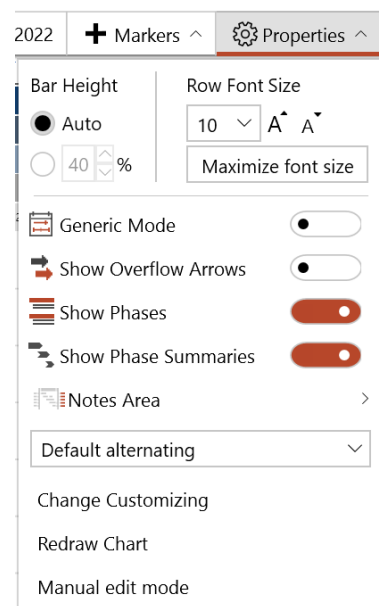 2022 Markers Properties
Bar Height Row Font Size
Auto 10 A A
40 % Maximize font size
Generic Mode
Show Overflow Arrows
Show Phases
Show Phase Summaries
Notes Area
Default alternating
Change Customizing
Redraw Chart
Manual edit mode